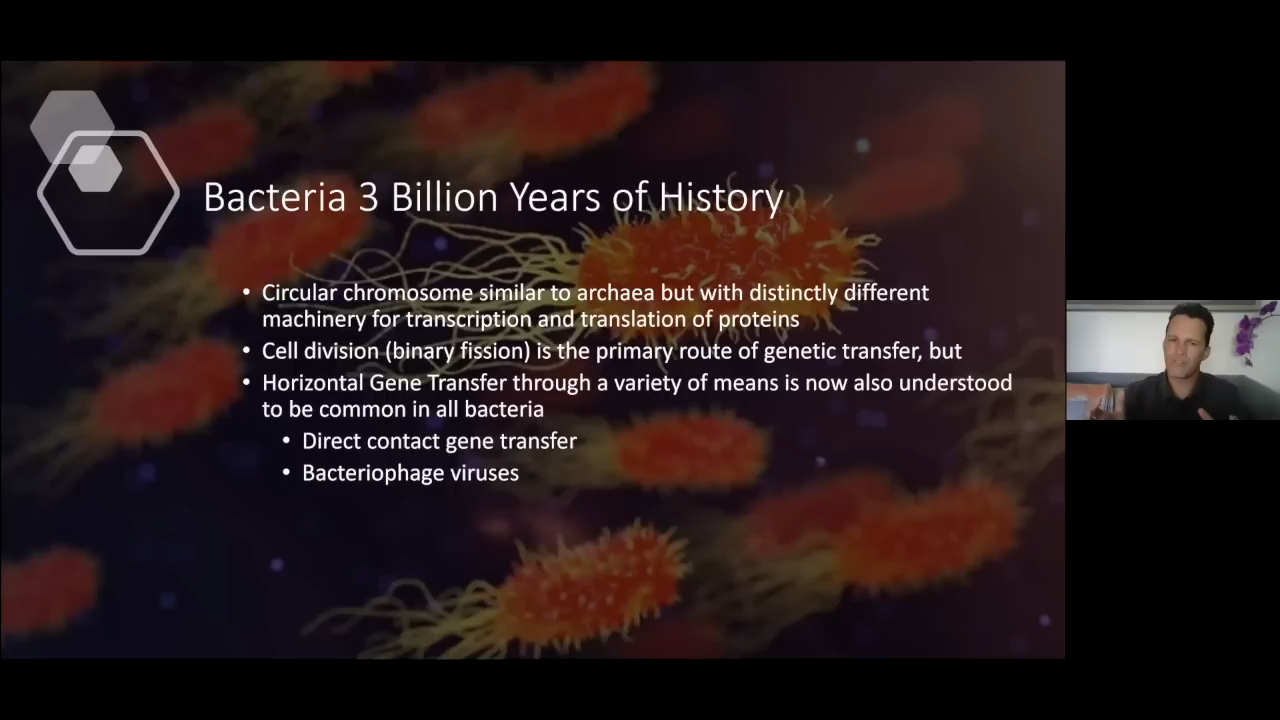 Bacteria 3 Billion Years of History
• Circular chromosome similar to archaea but with distinctly different
machinery for transcription and translation of proteins
• Cell division (binary fission) is the primary route of genetic transfer, but
• Horizontal Gene Transfer through a variety of means is now also understood
to be common in all bacteria
• Direct contact gene transfer
• Bacteriophage viruses